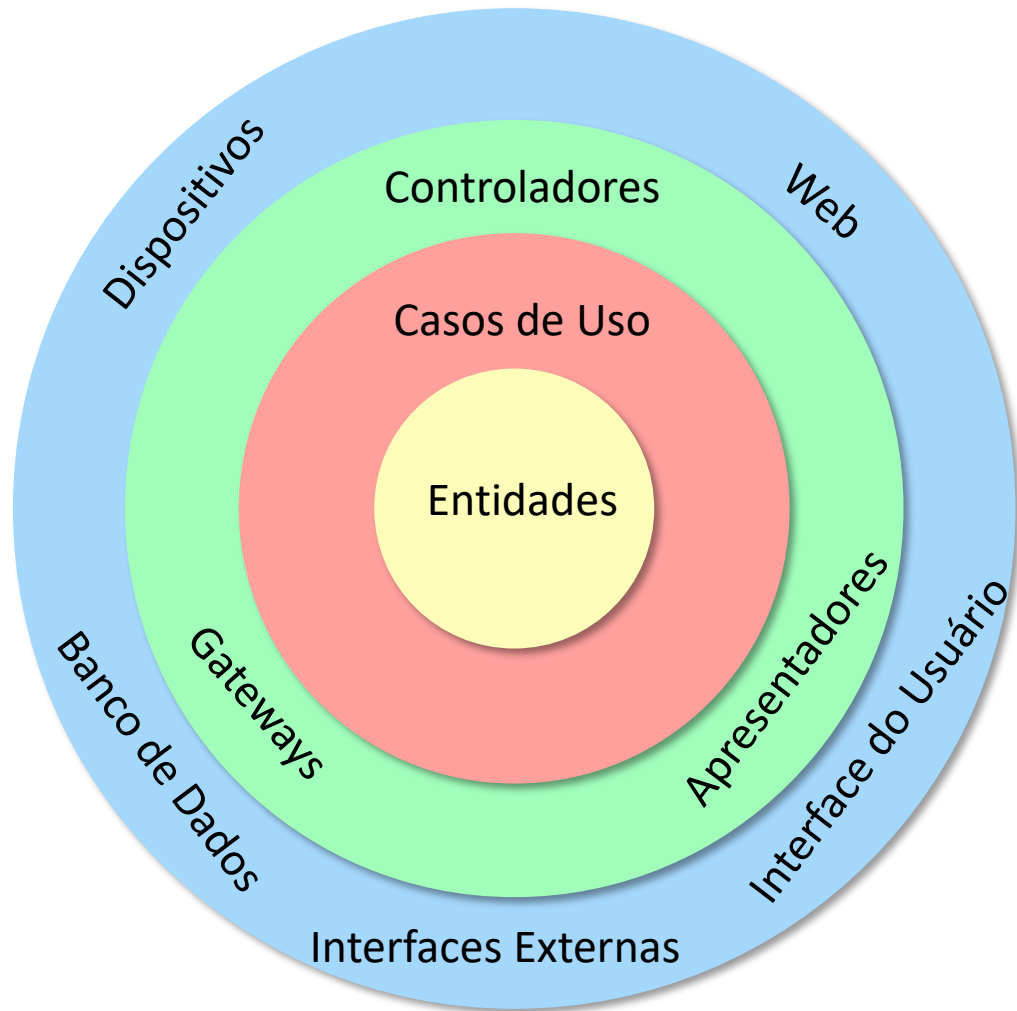 Dispositivos
Web
Controladores
Casos de Uso
Entidades
Gateways
Apresentadores
Banco de Dados
Interface do Usuário
Interfaces Externas